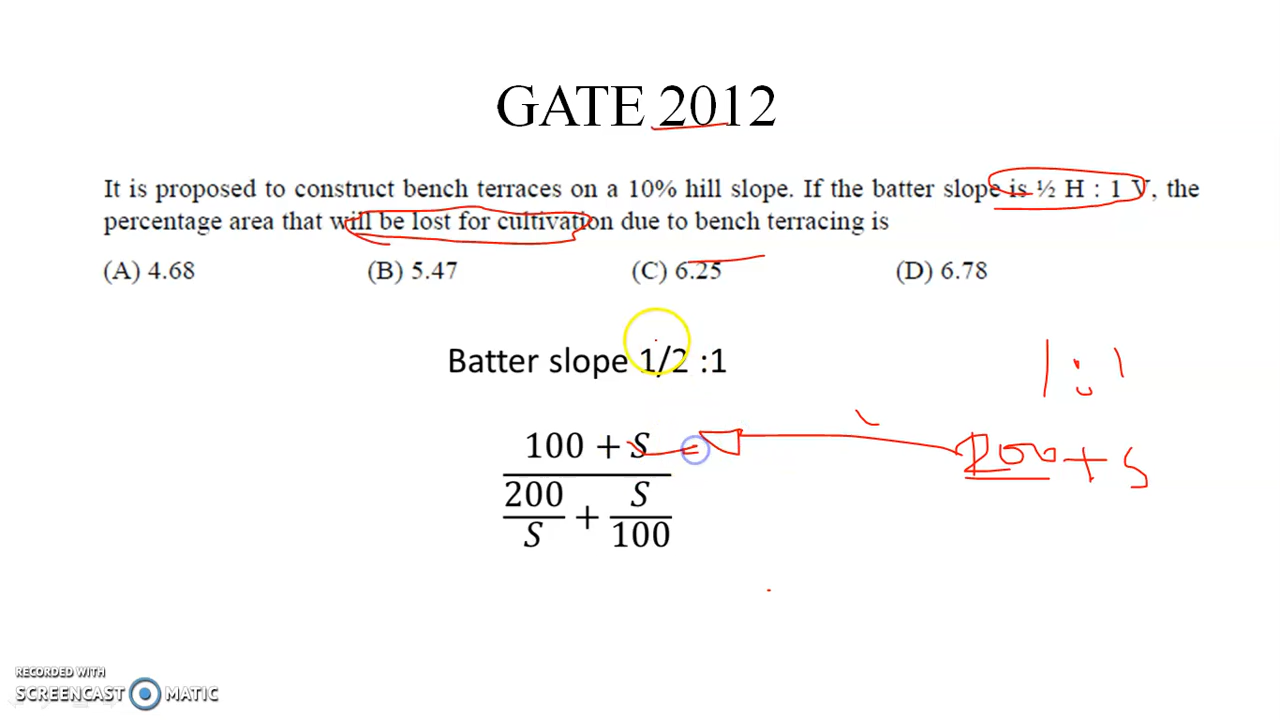 GATE 2012
It is proposed to construct bench terraces on a 10% hill slope. If the batter slope is ½ H : 1 V, the
percentage area that will be lost for cultivation due to bench terracing is
(A) 4.68 (B) 5.47 (C) 6.25 (D) 6.78
Batter slope 1/2 :1
1 : 1
100 + S
200 + S
200/S + S/100
RECORDED WITH
SCREENCAST MATIC